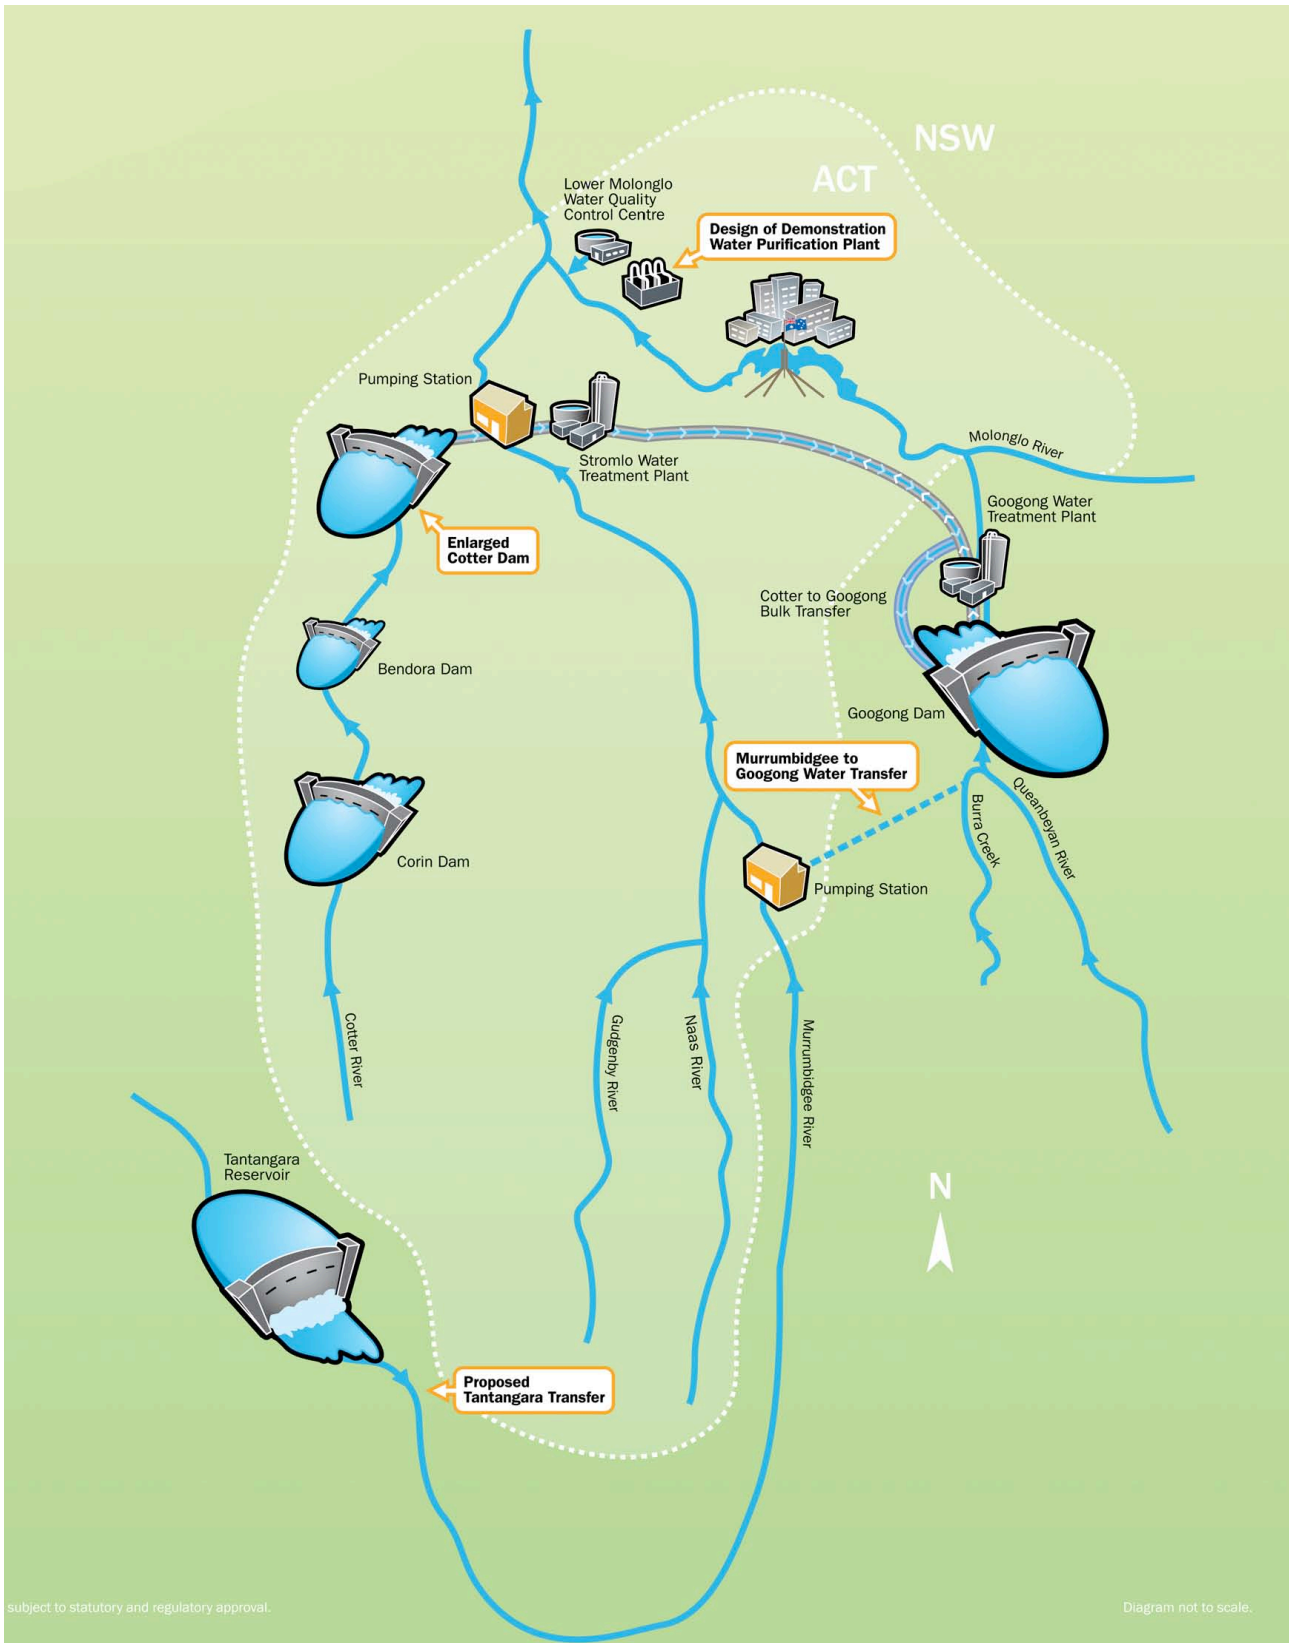 NSW
ACT
Lower Molonglo
Water Quality
Control Centre
Design of Demonstration
Water Purification Plant
Pumping Station
Molonglo River
Stromlo Water
Treatment Plant
Googong Water
Treatment Plant
Enlarged
Cotter Dam
Cotter to Googong
Bulk Transfer
Bendora Dam
Googong Dam
Murrumbidgee to
Googong Water Transfer
Queanbeyan River
Burra Creek
Corin Dam
Pumping Station
Cotter River
Gudgenby River
Naas River
Murrumbidgee River
Tantangara
Reservoir
N
Proposed
Tantangara Transfer
subject to statutory and regulatory approval.
Diagram not to scale.